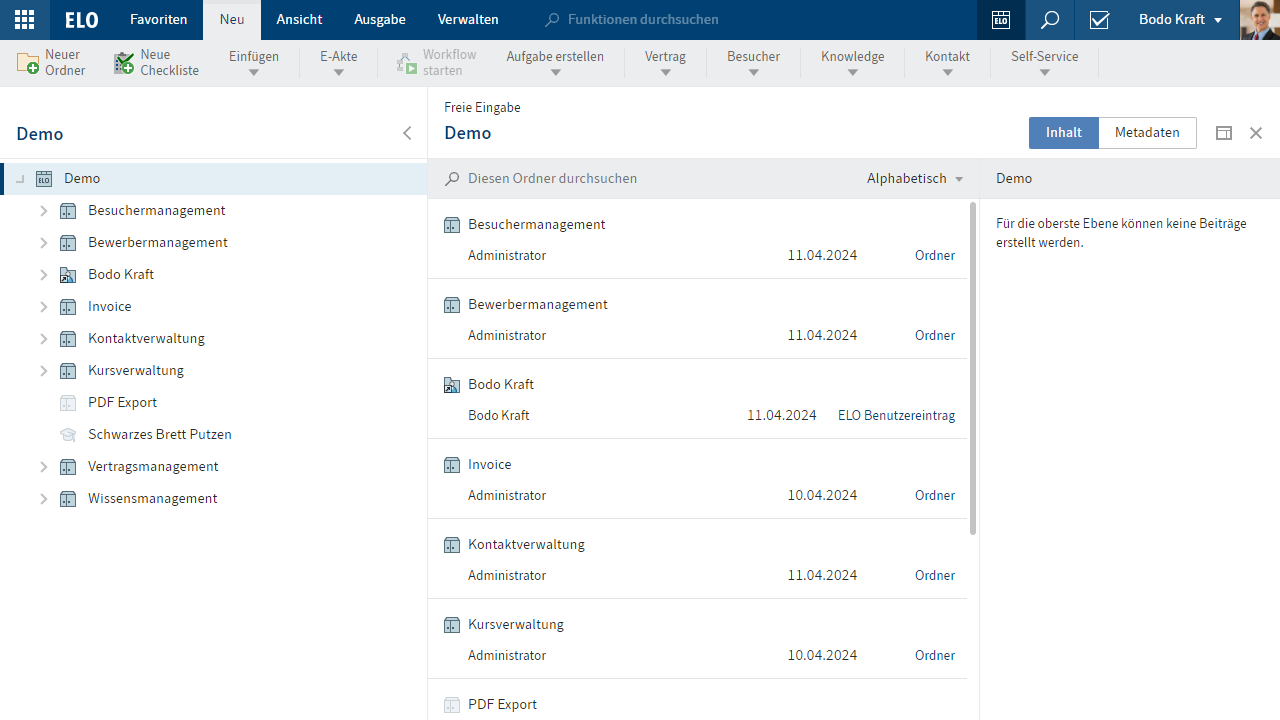 ELO Favoriten Neu Ansicht Ausgabe Verwalten Funktionen durchsuchen ELO Bodo Kraft
Neuer Ordner Neue Checkliste Einfügen E-Akte Workflow starten Aufgabe erstellen Vertrag Besucher Knowledge Kontakt Self-Service
Demo
ELO Demo
Besuchermanagement
Bewerbermanagement
Bodo Kraft
Invoice
Kontaktverwaltung
Kursverwaltung
PDF Export
Schwarzes Brett Putzen
Vertragsmanagement
Wissensmanagement
Freie Eingabe
Demo
Inhalt Metadaten
Diesen Ordner durchsuchen Alphabetisch
Besuchermanagement
Administrator 11.04.2024 Ordner
Bewerbermanagement
Administrator 11.04.2024 Ordner
Bodo Kraft
Bodo Kraft 11.04.2024 ELO Benutzereintrag
Invoice
Administrator 10.04.2024 Ordner
Kontaktverwaltung
Administrator 11.04.2024 Ordner
Kursverwaltung
Administrator 10.04.2024 Ordner
PDF Export
Demo
Für die oberste Ebene können keine Beiträge
erstellt werden.